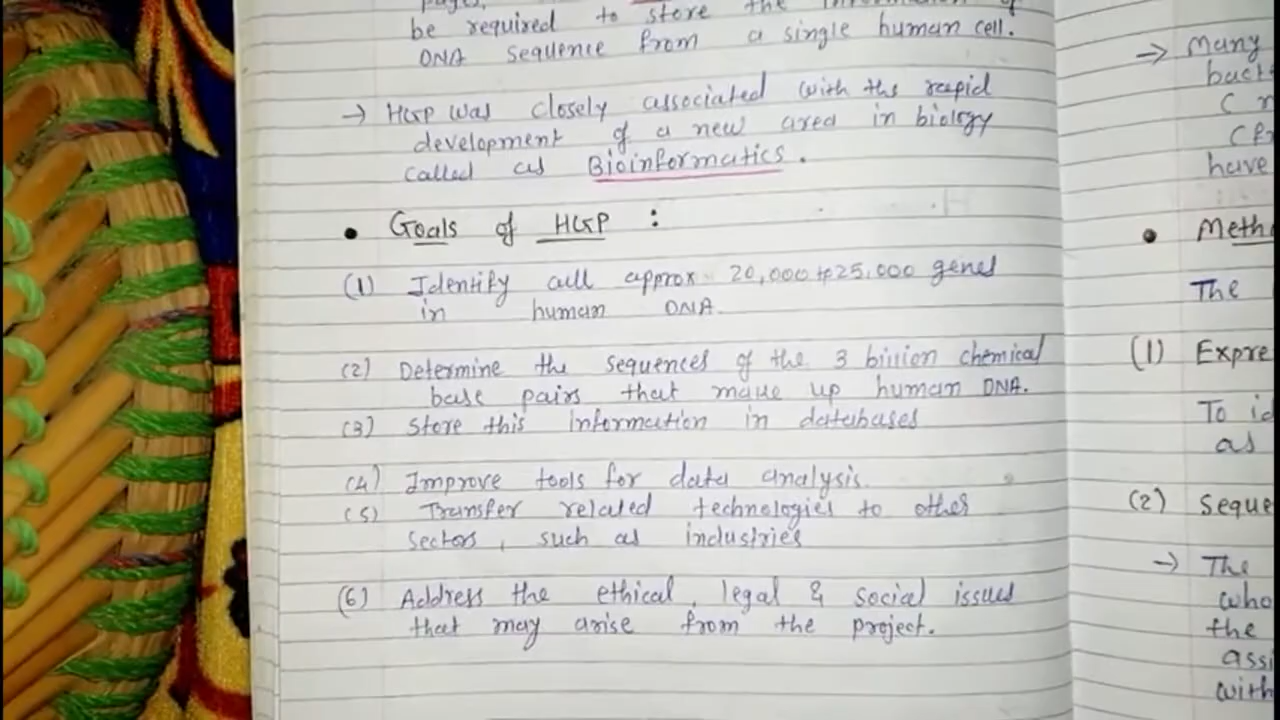 be required to store the information of
DNA sequence from a single human cell.
→ HGP was closely associated with the rapid
development of a new area in biology
called as Bioinformatics.
• Goals of HGP :
(1) Identify all approx. 20,000 to 25,000 genes
in human DNA.
(2) Determine the sequences of the 3 billion chemical
base pairs that make up human DNA.
(3) Store this information in databases
(4) Improve tools for data analysis.
(5) Transfer related technologies to other
sectors, such as industries
(6) Address the ethical, legal & social issues
that may arise from the project.
→ Many
have
• Meth
The
(1) Expre
To id
as
(2) Seque
→ The
who
the
assi
with